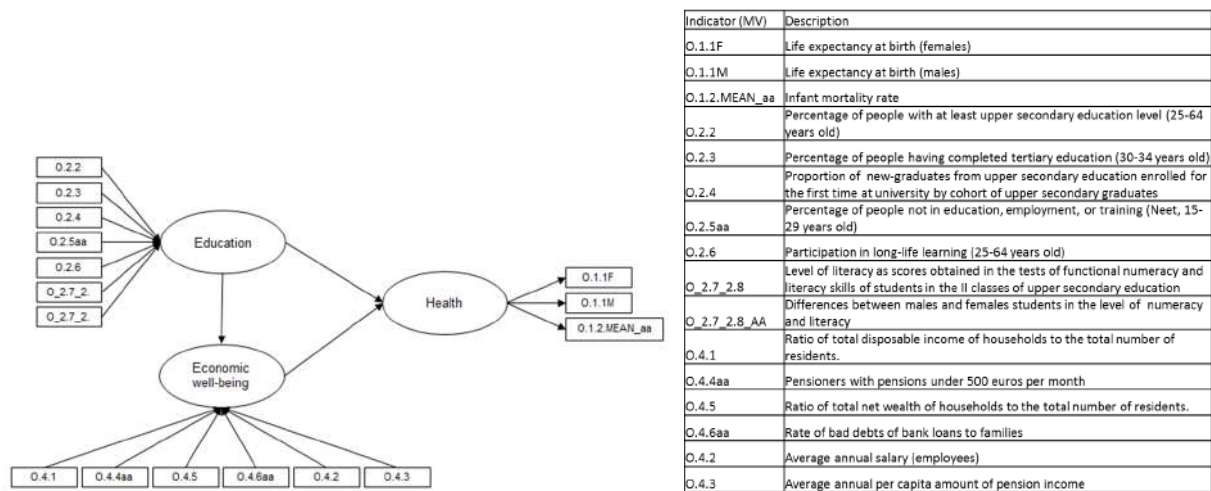 O.2.2
O.2.3
O.2.4
O.2.5aa
O.2.6
O_2.7_2.
O_2.7_2.
Education
Economic
well-being
Health
O.1.1F
O.1.1M
O.1.2.MEAN_aa
O.4.1
O.4.4aa
O.4.5
O.4.6aa
O.4.2
O.4.3
Indicator (MV) Description
O.1.1F Life expectancy at birth (females)
O.1.1M Life expectancy at birth (males)
O.1.2.MEAN_aa Infant mortality rate
O.2.2 Percentage of people with at least upper secondary education level (25-64
years old)
O.2.3 Percentage of people having completed tertiary education (30-34 years old)
O.2.4 Proportion of new-graduates from upper secondary education enrolled for
the first time at university by cohort of upper secondary graduates
O.2.5aa Percentage of people not in education, employment, or training (Neet, 15-
29 years old)
O.2.6 Participation in long-life learning (25-64 years old)
O_2.7_2.8 Level of literacy as scores obtained in the tests of functional numeracy and
literacy skills of students in the II classes of upper secondary education
O_2.7_2.8_AA Differences between males and females students in the level of numeracy
and literacy
O.4.1 Ratio of total disposable income of households to the total number of
residents.
O.4.4aa Pensioners with pensions under 500 euros per month
O.4.5 Ratio of total net wealth of households to the total number of residents.
O.4.6aa Rate of bad debts of bank loans to families
O.4.2 Average annual salary (employees)
O.4.3 Average annual per capita amount of pension income